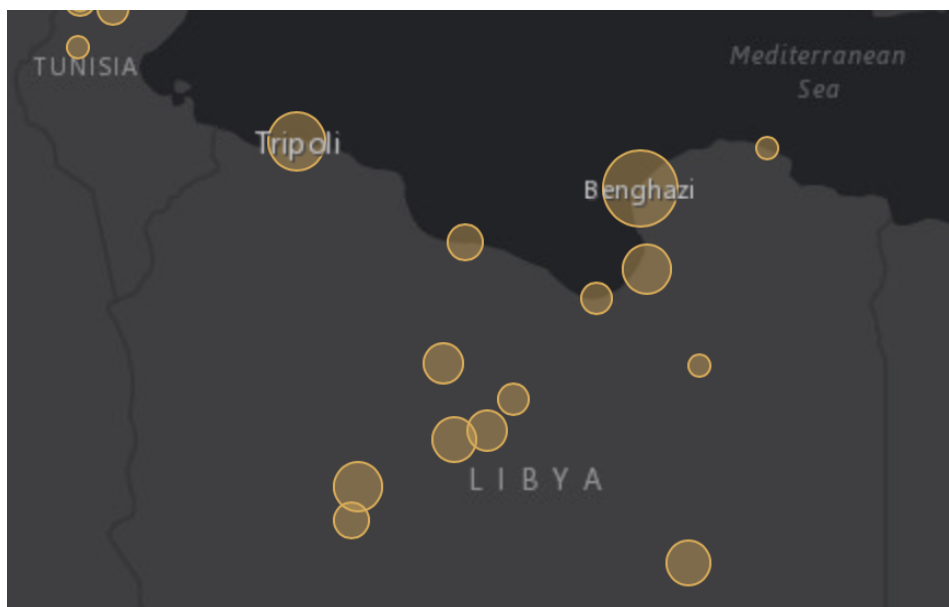 Mediterranean
Sea
TUNISIA
Tripoli
Benghazi
LIBYA